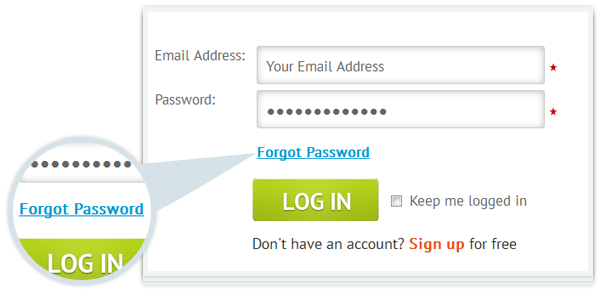 Email Address:
Your Email Address
★
Password:
●●●●●●●●●●●●●
★
Forgot Password
LOG IN
Keep me logged in
Don't have an account? Sign up for free
●●●●●●●●●●
Forgot Password
LOG IN